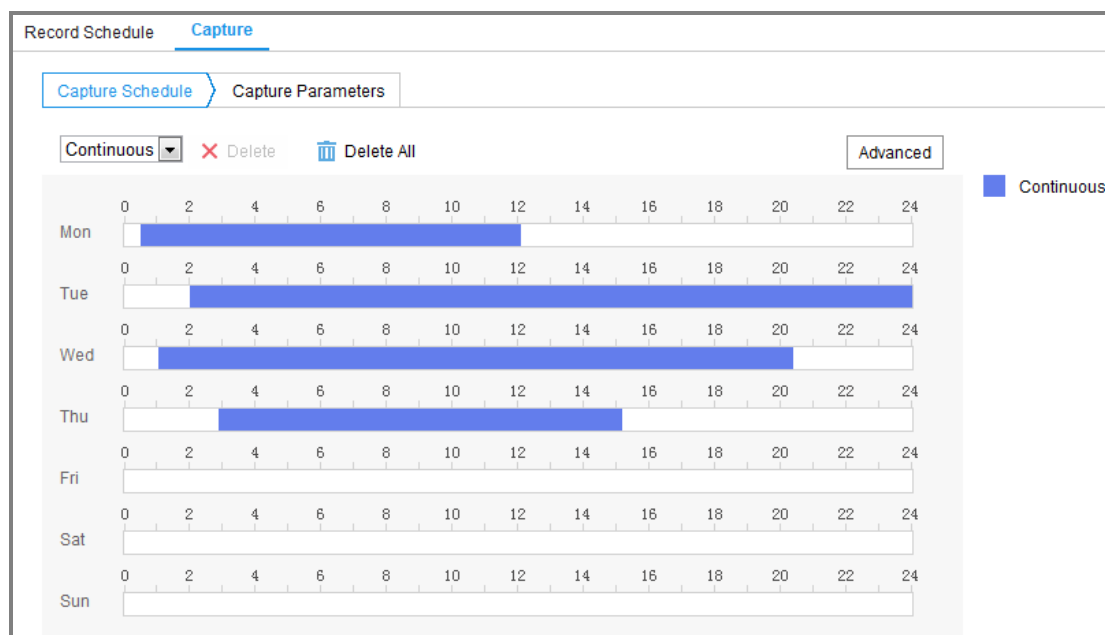 Record Schedule Capture
Capture Schedule Capture Parameters
Continuous Delete Delete All Advanced
Continuous
0 2 4 6 8 10 12 14 16 18 20 22 24
Mon
0 2 4 6 8 10 12 14 16 18 20 22 24
Tue
0 2 4 6 8 10 12 14 16 18 20 22 24
Wed
0 2 4 6 8 10 12 14 16 18 20 22 24
Thu
0 2 4 6 8 10 12 14 16 18 20 22 24
Fri
0 2 4 6 8 10 12 14 16 18 20 22 24
Sat
0 2 4 6 8 10 12 14 16 18 20 22 24
Sun